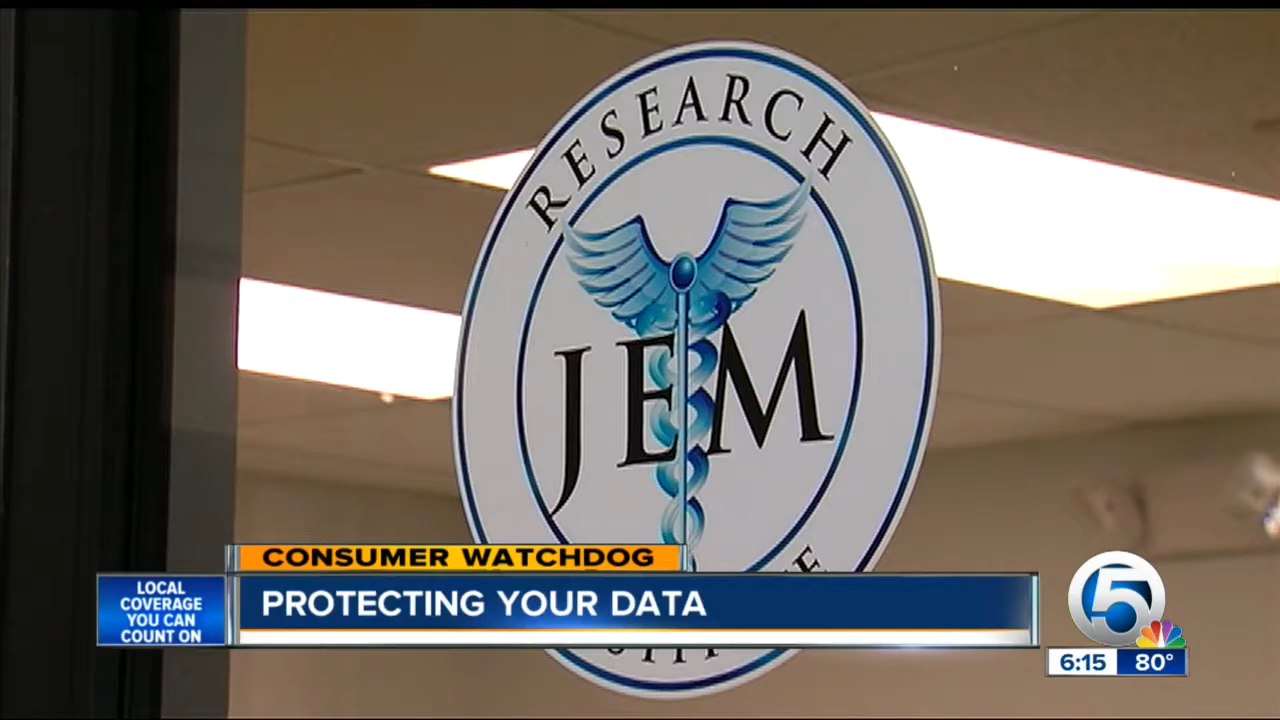 RESEARCH
JEM
CONSUMER WATCHDOG
PROTECTING YOUR DATA
LOCAL
COVERAGE
YOU CAN
COUNT ON
5
6:15 80°